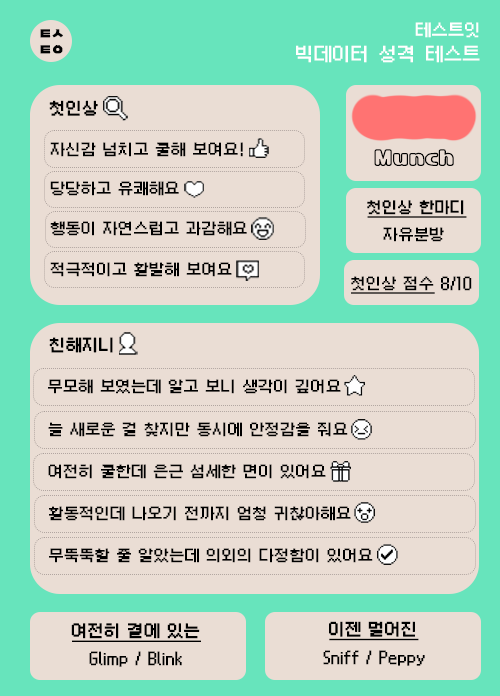 테스
트잇
테스트잇
빅데이터 성격 테스트
첫인상
자신감 넘치고 쿨해 보여요!
당당하고 유쾌해요
행동이 자연스럽고 과감해요
적극적이고 활발해 보여요
Munch
첫인상 한마디
자유분방
첫인상 점수 8/10
친해지니
무모해 보였는데 알고 보니 생각이 깊어요
늘 새로운 걸 찾지만 동시에 안정감을 줘요
여전히 쿨한데 은근 섬세한 면이 있어요
활동적인데 나오기 전까지 엄청 귀찮아해요
무뚝뚝할 줄 알았는데 의외의 다정함이 있어요
여전히 곁에 있는
Glimp / Blink
이젠 멀어진
Sniff / Peppy